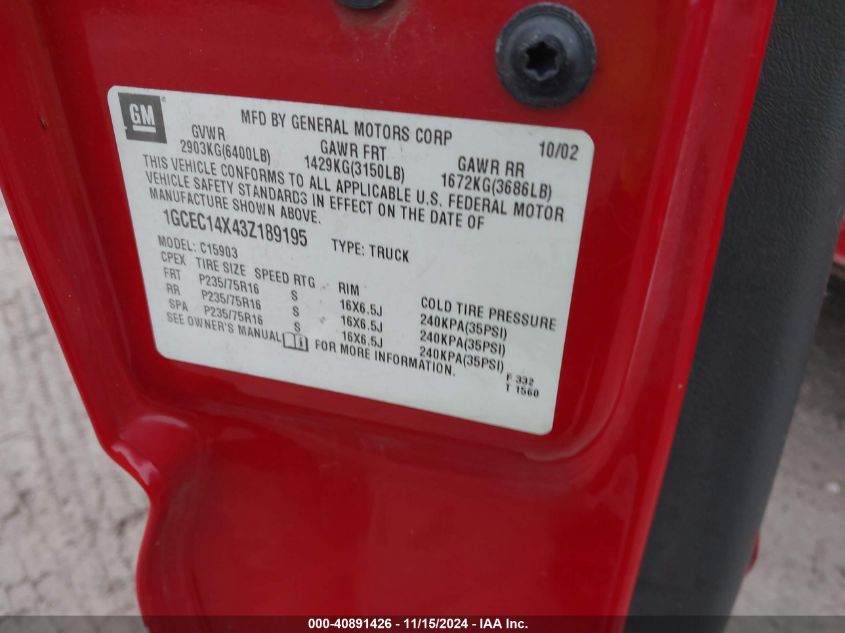 GM MFD BY GENERAL MOTORS CORP 10/02
GVWR GAWR FRT GAWR RR
2903KG(6400LB) 1429KG(3150LB) 1672KG(3686LB)
THIS VEHICLE CONFORMS TO ALL APPLICABLE U.S. FEDERAL MOTOR
VEHICLE SAFETY STANDARDS IN EFFECT ON THE DATE OF
MANUFACTURE SHOWN ABOVE.
1GCEC14X43Z189195 TYPE: TRUCK
MODEL: C15903
CPEX TIRE SIZE SPEED RTG RIM COLD TIRE PRESSURE
FRT P235/75R16 S 16X6.5J 240KPA(35PSI)
RR P235/75R16 S 16X6.5J 240KPA(35PSI)
SPA P235/75R16 S 16X6.5J 240KPA(35PSI)
SEE OWNER'S MANUAL FOR MORE INFORMATION.
F 332
T 1560
000-40891426 - 11/15/2024 - IAA Inc.